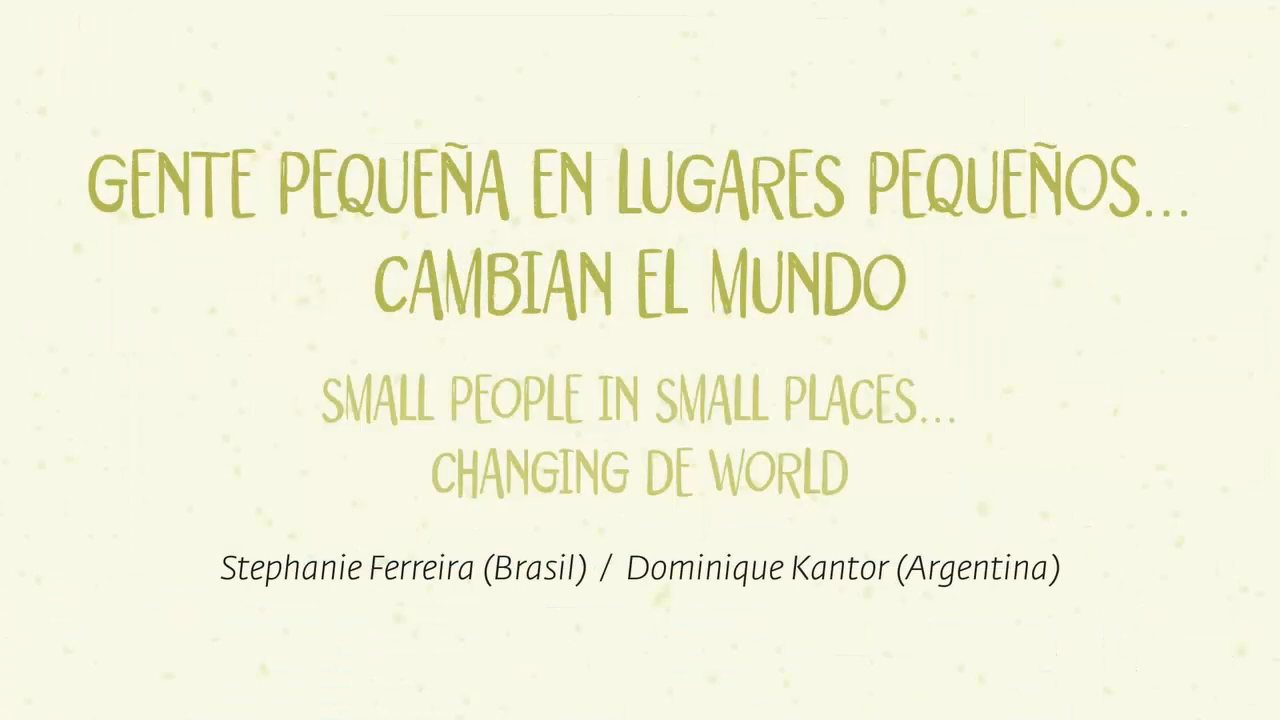 GENTE PEQUEÑA EN LUGARES PEQUEÑOS...
CAMBIAN EL MUNDO
SMALL PEOPLE IN SMALL PLACES...
CHANGING DE WORLD
Stephanie Ferreira (Brasil) / Dominique Kantor (Argentina)